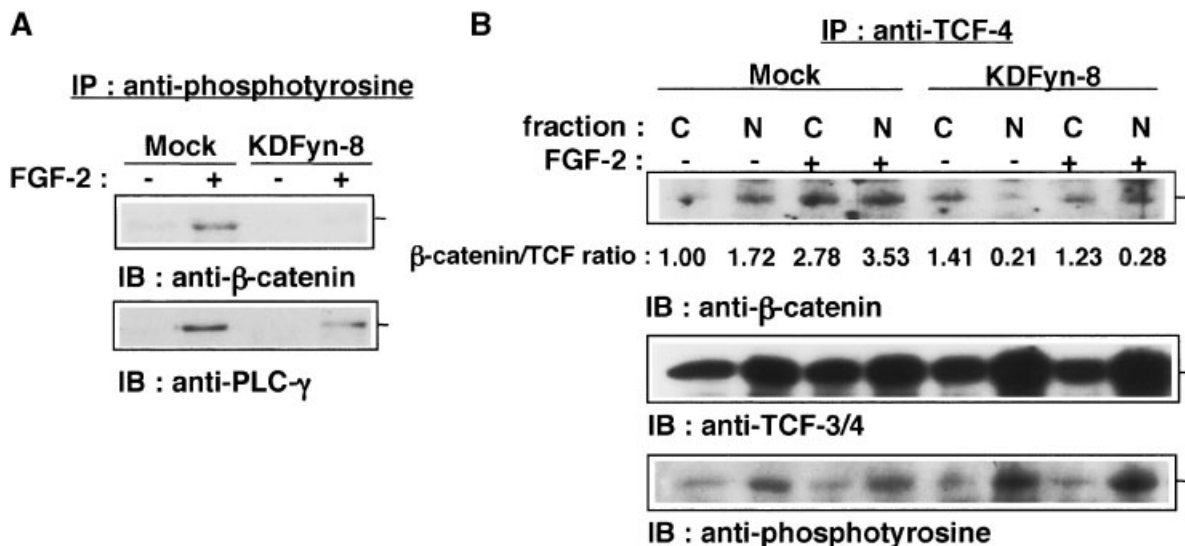 A
IP : anti-phosphotyrosine
Mock KDFyn-8
FGF-2 : - + - +
IB : anti-β-catenin
IB : anti-PLC-γ
B
IP : anti-TCF-4
Mock KDFyn-8
fraction : C N C N C N C N
FGF-2 : - - + + - - + +
β-catenin/TCF ratio : 1.00 1.72 2.78 3.53 1.41 0.21 1.23 0.28
IB : anti-β-catenin
IB : anti-TCF-3/4
IB : anti-phosphotyrosine